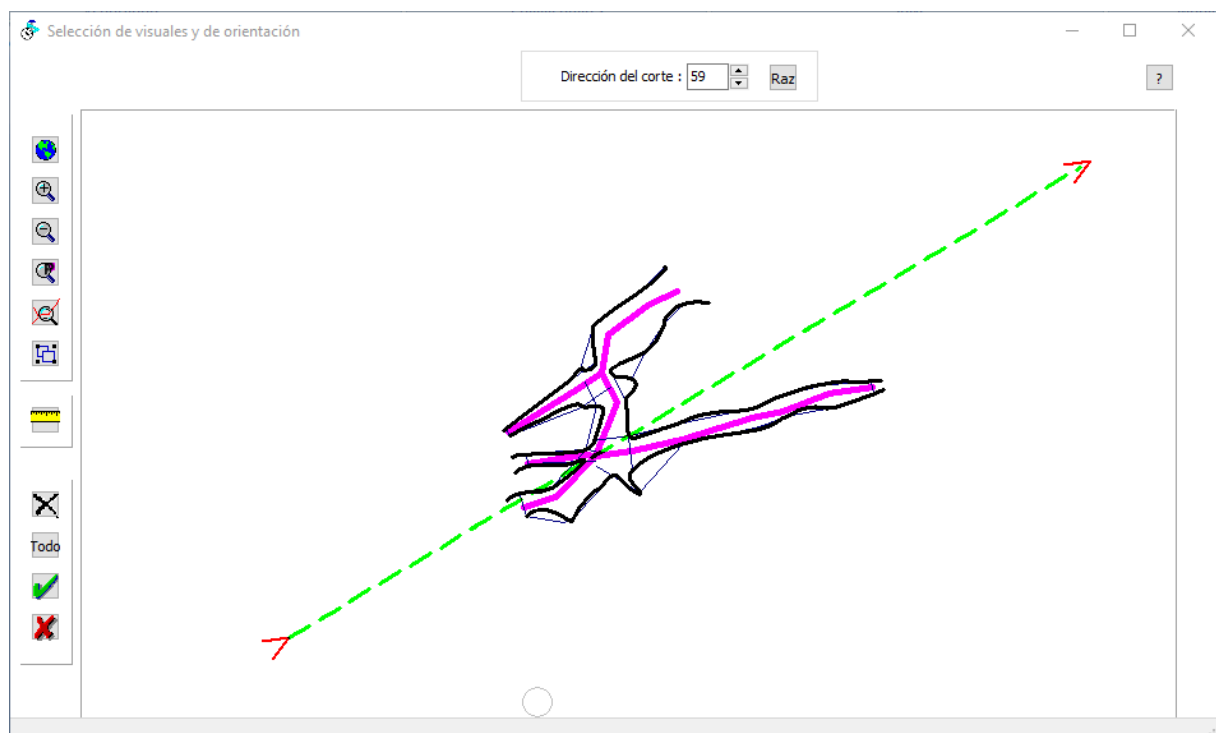 Selección de visuales y de orientación
Dirección del corte : 59
Raz
?
Todo